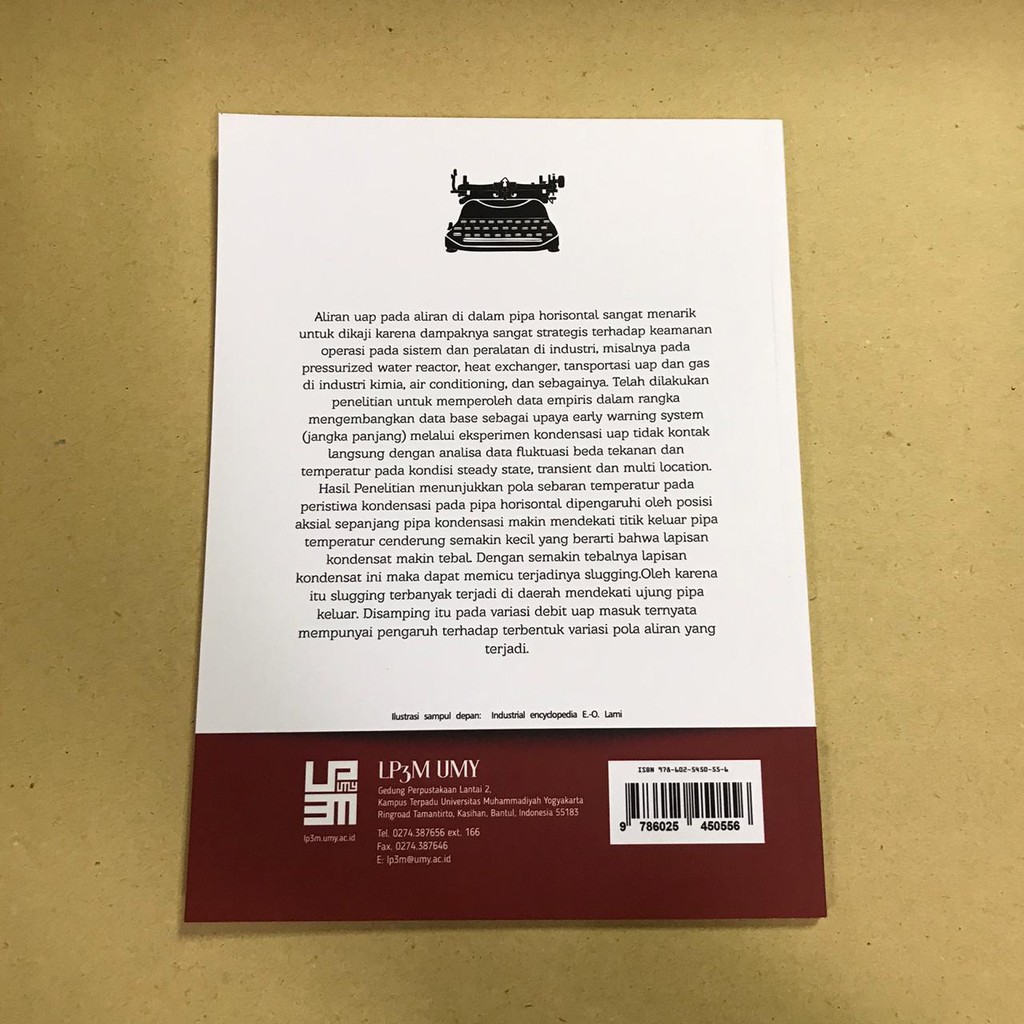 Aliran uap pada aliran di dalam pipa horisontal sangat menarik
untuk dikaji karena dampaknya sangat strategis terhadap keamanan
operasi pada sistem dan peralatan di industri, misalnya pada
pressurized water reactor, heat exchanger, tansportasi uap dan gas
di industri kimia, air conditioning, dan sebagainya. Telah dilakukan
penelitian untuk memperoleh data empiris dalam rangka
mengembangkan data base sebagai upaya early warning system
(jangka panjang) melalui eksperimen kondensasi uap tidak kontak
langsung dengan analisa data fluktuasi beda tekanan dan
temperatur pada kondisi steady state, transient dan multi location.
Hasil Penelitian menunjukkan pola sebaran temperatur pada
peristiwa kondensasi pada pipa horisontal dipengaruhi oleh posisi
aksial sepanjang pipa kondensasi makin mendekati titik keluar pipa
temperatur cenderung semakin kecil yang berarti bahwa lapisan
kondensat makin tebal. Dengan semakin tebalnya lapisan
kondensat ini maka dapat memicu terjadinya slugging.Oleh karena
itu slugging terbanyak terjadi di daerah mendekati ujung pipa
keluar. Disamping itu pada variasi debit uap masuk ternyata
mempunyai pengaruh terhadap terbentuk variasi pola aliran yang
terjadi.
Ilustrasi sampul depan: Industrial encyclopedia E.-O. Lami
LP3M UMY
lp3m.umy.ac.id
LP3M UMY
Gedung Perpustakaan Lantai 2,
Kampus Terpadu Universitas Muhammadiyah Yogyakarta
Ringroad Tamantirto, Kasihan, Bantul, Indonesia 55183
Tel. 0274.387656 ext. 166
Fax. 0274.387646
E: lp3m@umy.ac.id
ISBN 978-602-5450-55-6
9 786025 450556